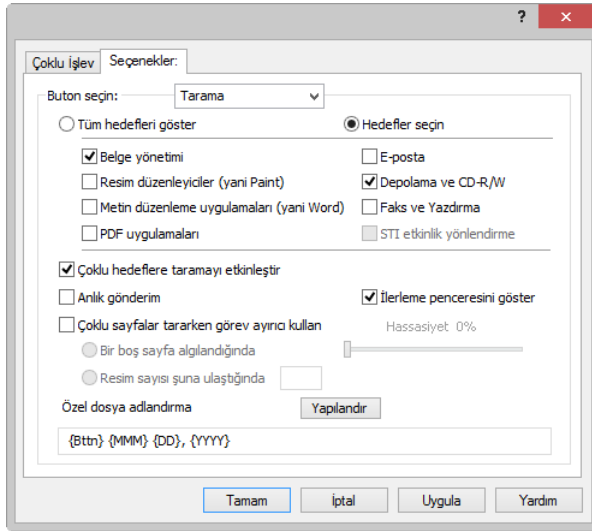 ?
Çoklu İşlev Seçenekler:
Buton seçin: Tarama
Tüm hedefleri göster Hedefler seçin
Belge yönetimi E-posta
Resim düzenleyiciler (yani Paint) Depolama ve CD-R/W
Metin düzenleme uygulamaları (yani Word) Faks ve Yazdırma
PDF uygulamaları STI etkinlik yönlendirme
Çoklu hedeflere taramayı etkinleştir
Anlık gönderim İlerleme penceresini göster
Çoklu sayfalar tararken görev ayırıcı kullan Hassasiyet 0%
Bir boş sayfa algılandığında
Resim sayısı şuna ulaştığında
Özel dosya adlandırma Yapılandır
{Bttn} {MMM} {DD}, {YYYY}
Tamam İptal Uygula Yardım